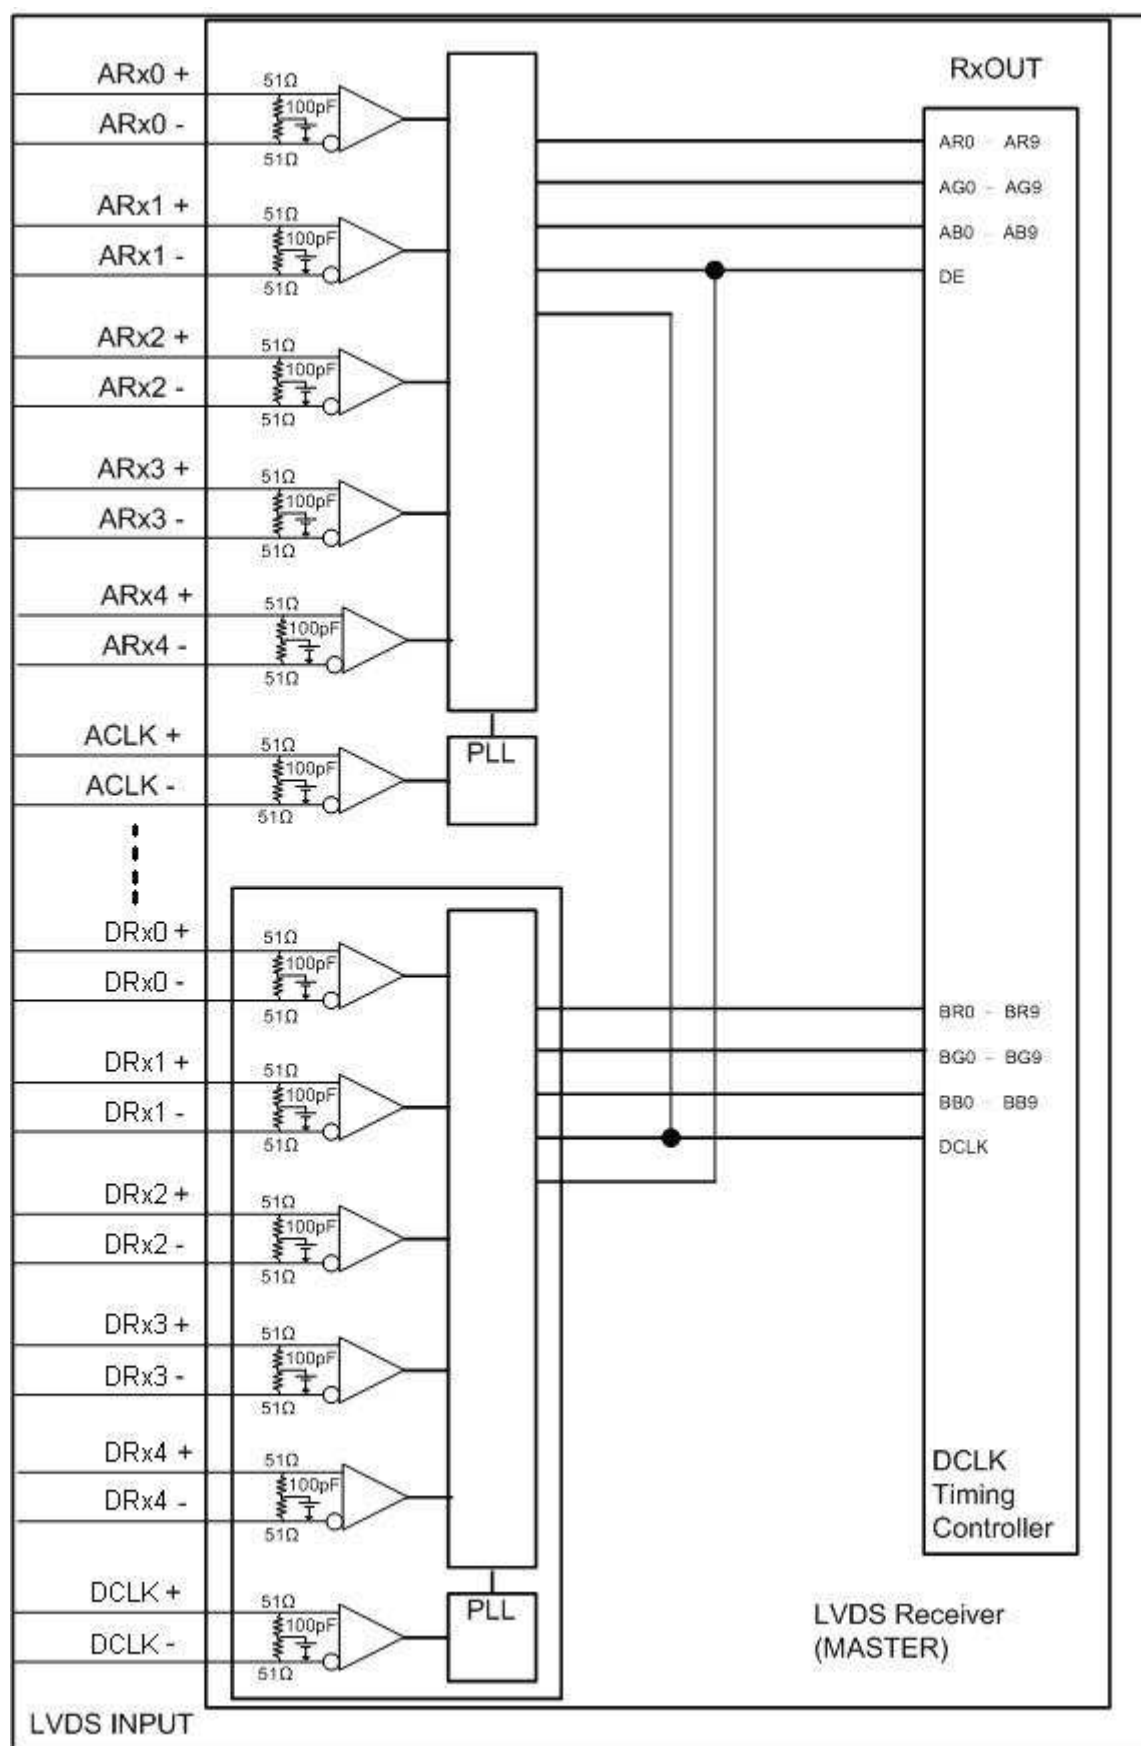 RxOUT
ARx0 +
51Ω
100pF
ARx0 -
51Ω
AR0 - AR9
AG0 - AG9
ARx1 +
51Ω
100pF
AB0 - AB9
ARx1 -
51Ω
DE
ARx2 +
51Ω
100pF
ARx2 -
51Ω
ARx3 +
51Ω
100pF
ARx3 -
51Ω
ARx4 +
51Ω
100pF
ARx4 -
51Ω
ACLK +
51Ω
PLL
100pF
ACLK -
51Ω
DRx0 +
51Ω
100pF
DRx0 -
51Ω
BR0 - BR9
BG0 - BG9
DRx1 +
51Ω
100pF
BB0 - BB9
DRx1 -
51Ω
DCLK
DRx2 +
51Ω
100pF
DRx2 -
51Ω
DRx3 +
51Ω
100pF
DRx3 -
51Ω
DRx4 +
51Ω
100pF
DRx4 -
51Ω
DCLK
Timing
Controller
DCLK +
51Ω
PLL
100pF
DCLK -
51Ω
LVDS Receiver
(MASTER)
LVDS INPUT